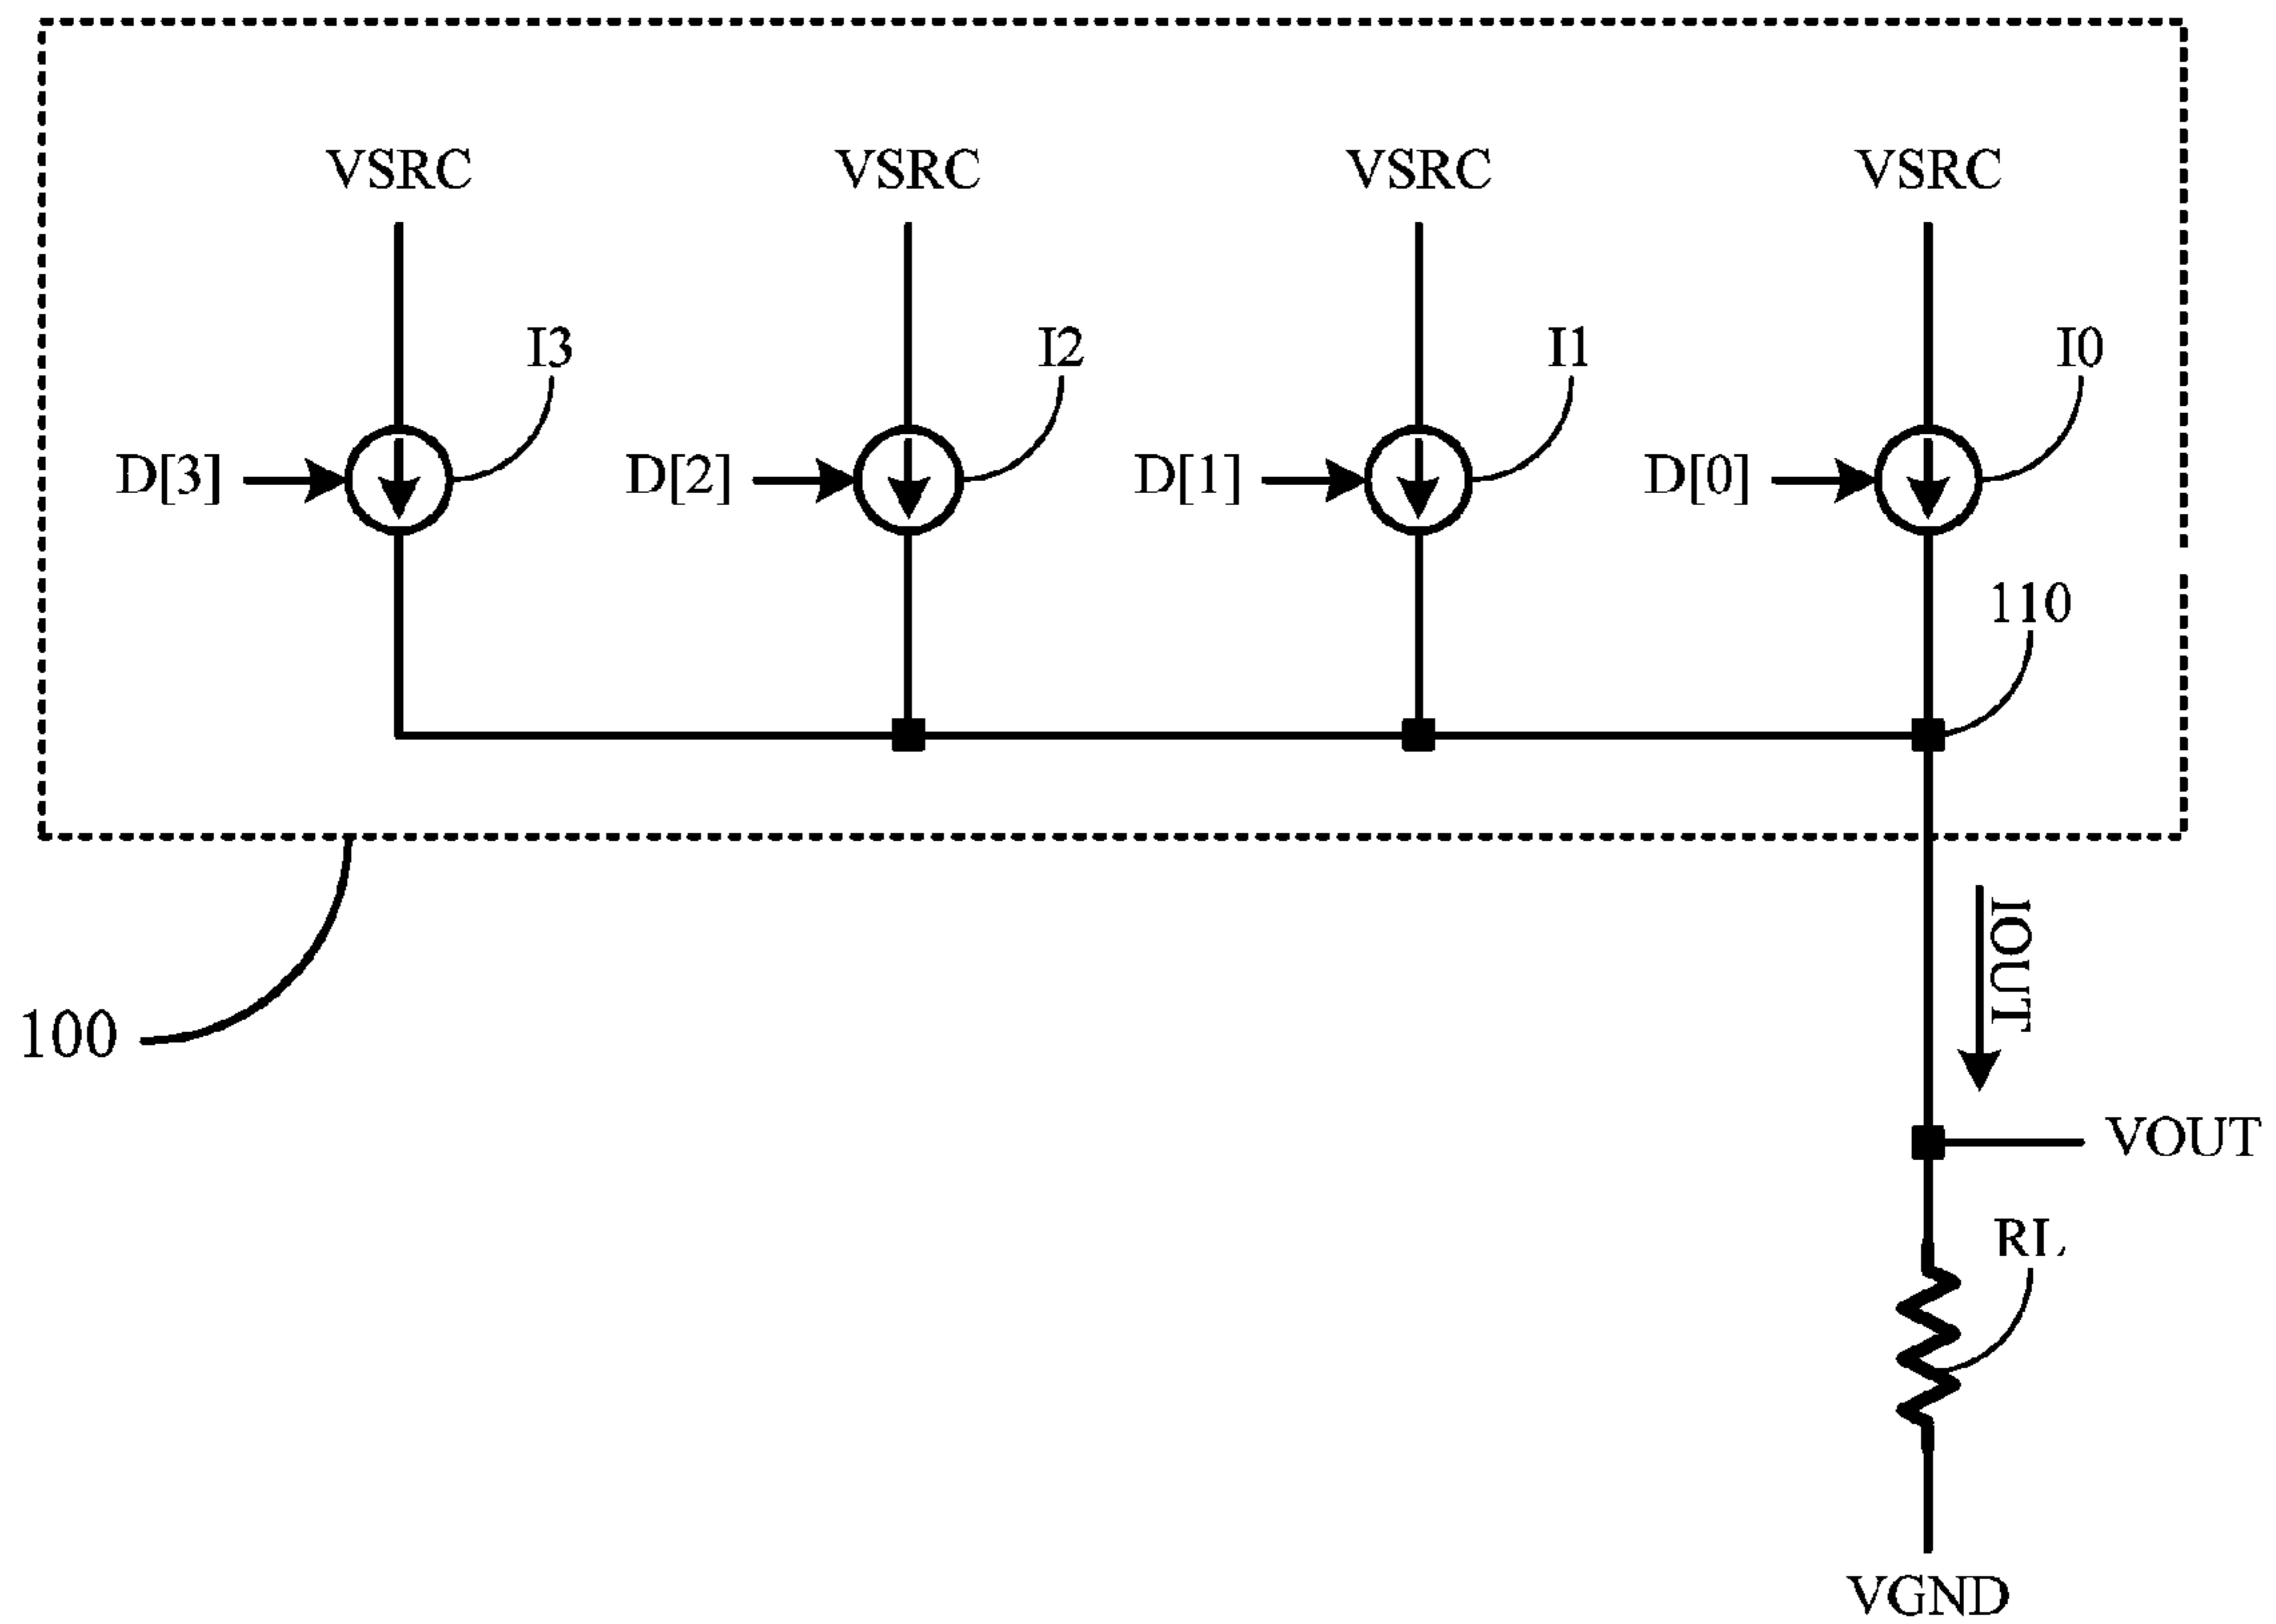 VSRC VSRC VSRC VSRC
I3 I2 I1 I0
D[3] D[2] D[1] D[0]
110
IOUT
100
VOUT
RL
VGND